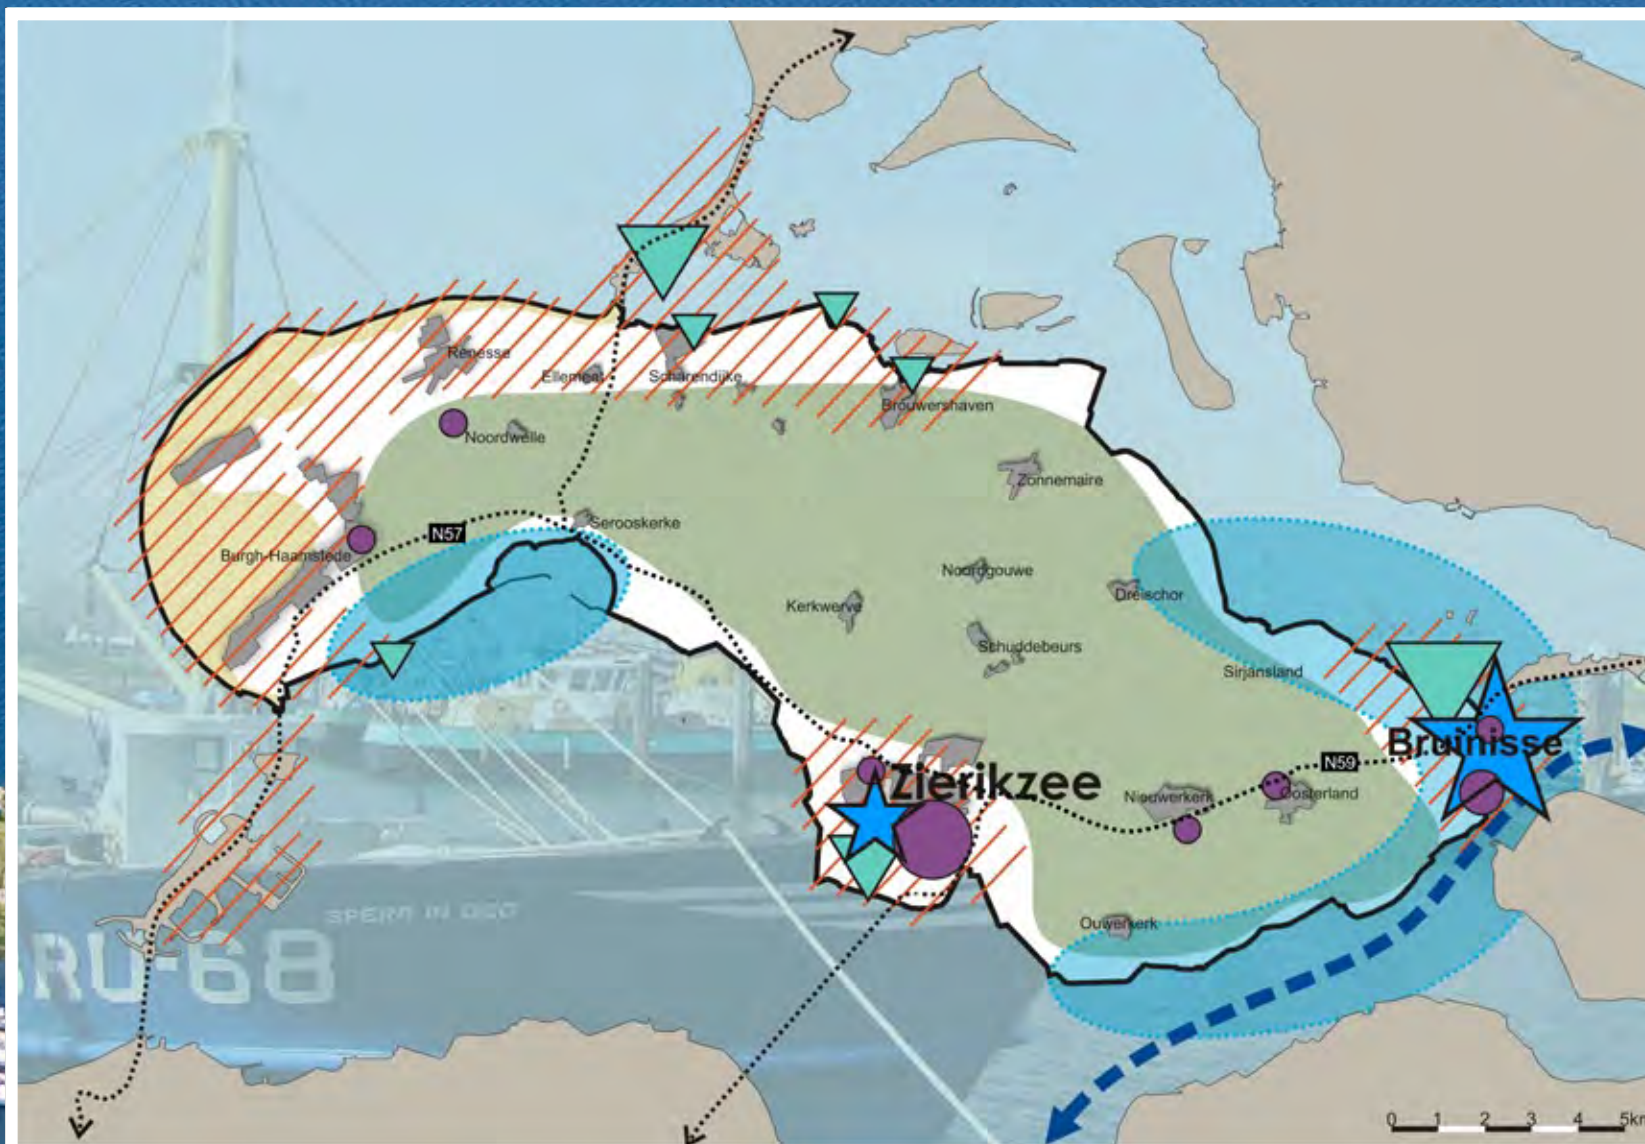 Renesse
Ellemeet
Scharendijke
Brouwershaven
Noordwelle
Zonnemaire
N57
Serooskerke
Burgh-Haamstede
Noordgouwe
Dreischor
Kerkwerve
Schuddebeurs
Sirjansland
Bruinisse
N59
Zierikzee
Nieuwerkerk
Oosterland
Ouwerkerk
BRU-68
0 1 2 3 4 5km